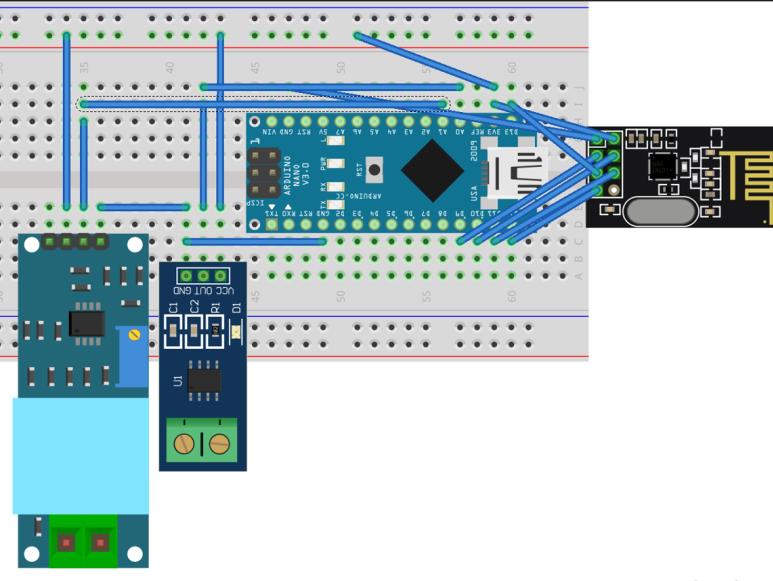 35 40 45 50 55 60
J
I
H
VIN GND RST 5V A7 A6 A5 A4 A3 A2 A1 A0 REF 3V3 D13
1
ICSP
ARDUINO
NANO
V3.0
L
PWR
RX
TX
RST
ARDUINO.CC
2009
USA
TX1 RX0 RST GND D2 D3 D4 D5 D6 D7 D8 D9 D10
D
C
B
A
GND OUT VCC
C1
C2
R1
D1
U1
45 50 55 60